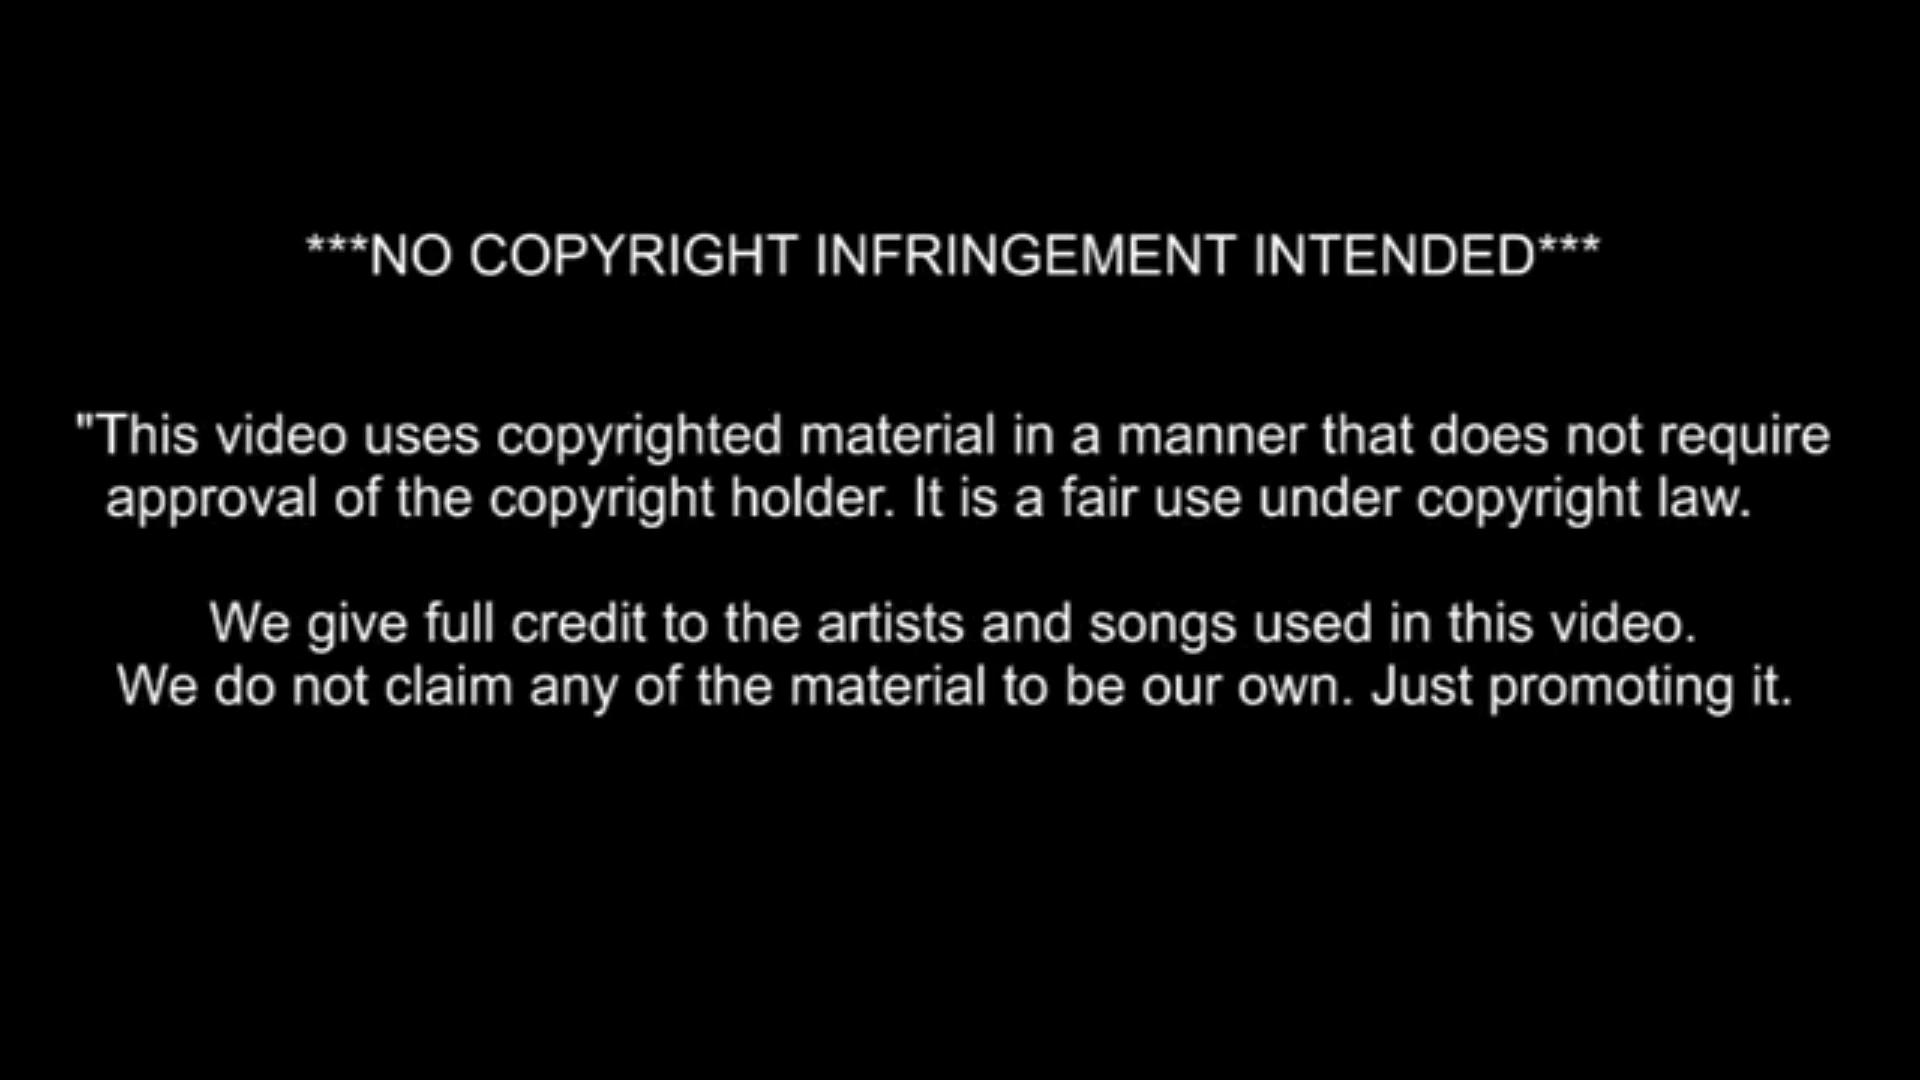 ***NO COPYRIGHT INFRINGEMENT INTENDED***
"This video uses copyrighted material in a manner that does not require
approval of the copyright holder. It is a fair use under copyright law.
We give full credit to the artists and songs used in this video.
We do not claim any of the material to be our own. Just promoting it.